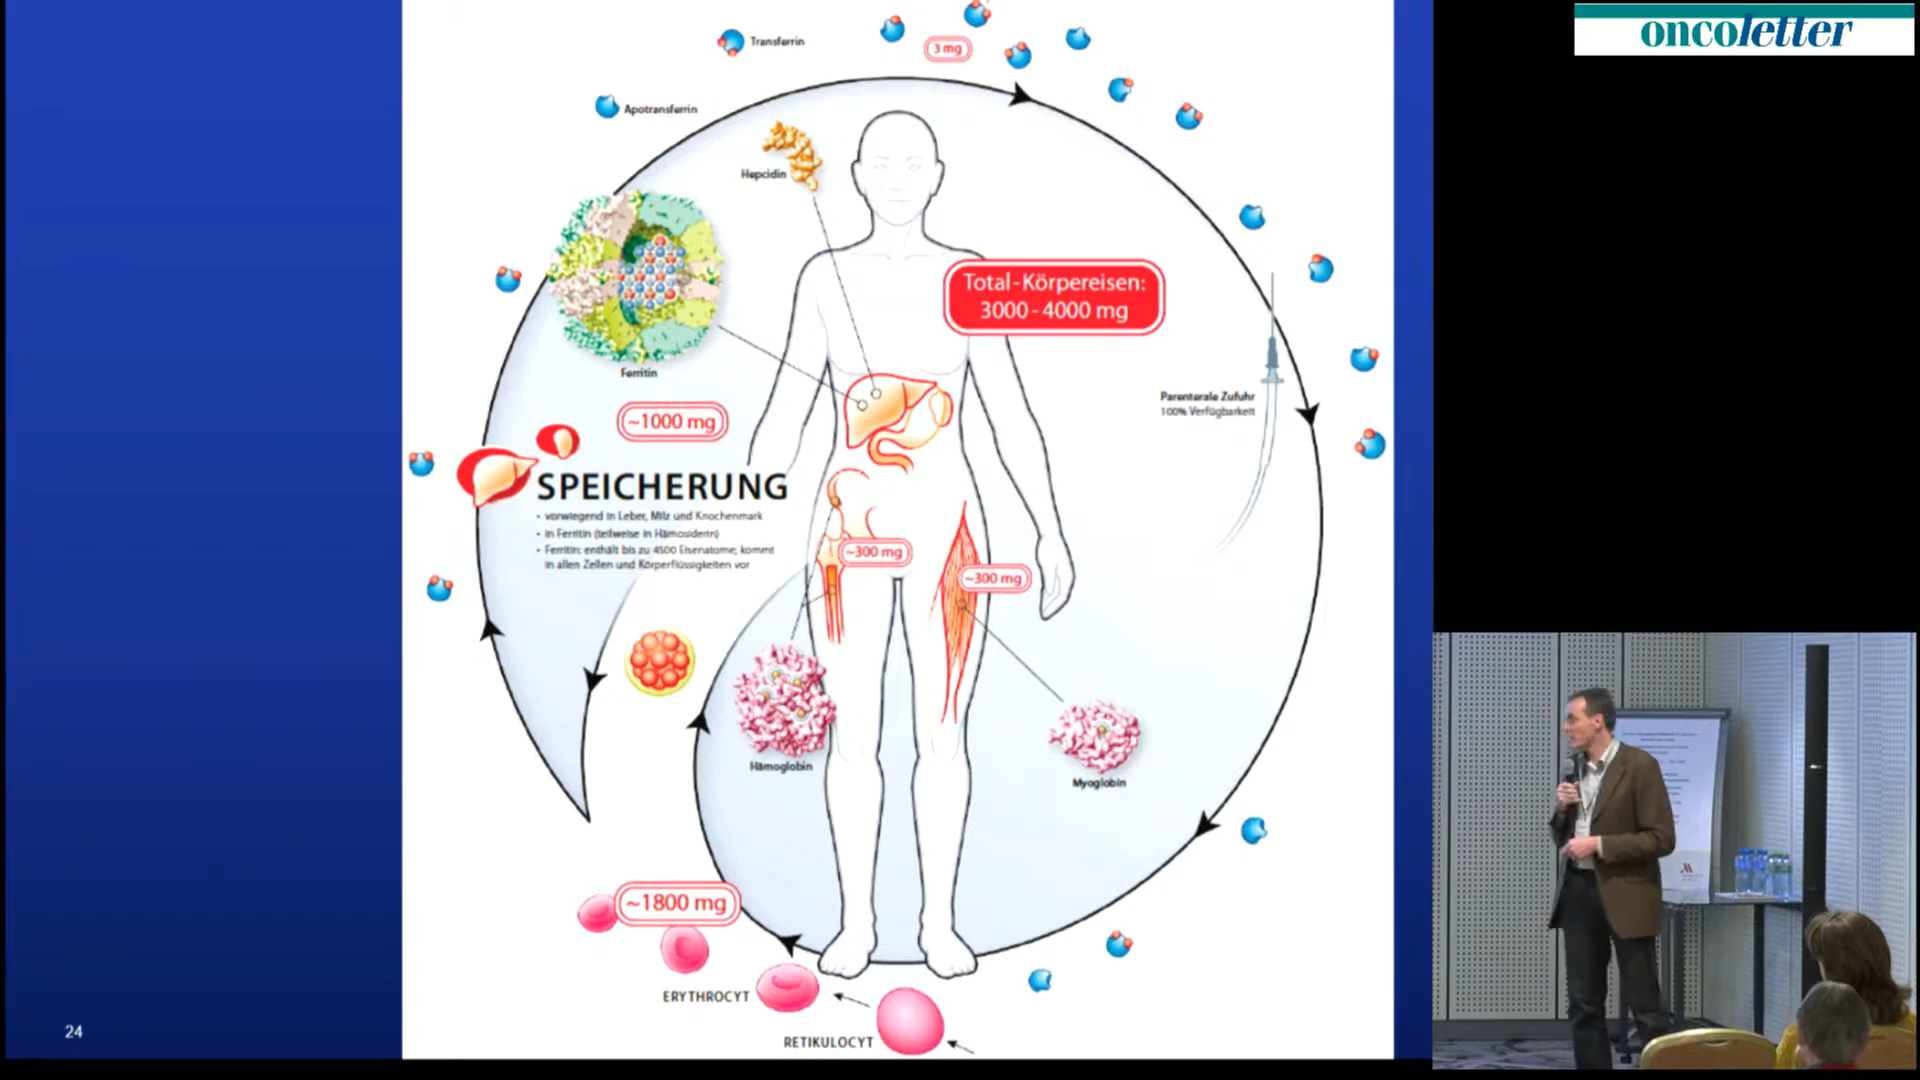 oncoletter
Transferrin
3 mg
Apotransferrin
Hepcidin
Total-Körpereisen:
3000-4000 mg
Ferritin
Parenterale Zufuhr
100% Verfügbarkeit
~1000 mg
SPEICHERUNG
• vorwiegend in Leber, Milz und Knochenmark
• in Ferritin (teilweise in Hämosiderin)
• Ferritin: enthält bis zu 4500 Eisenatome; kommt
in allen Zellen und Körperflüssigkeiten vor
~300 mg
~300 mg
Hämoglobin
Myoglobin
~1800 mg
ERYTHROCYT
RETIKULOCYT
24